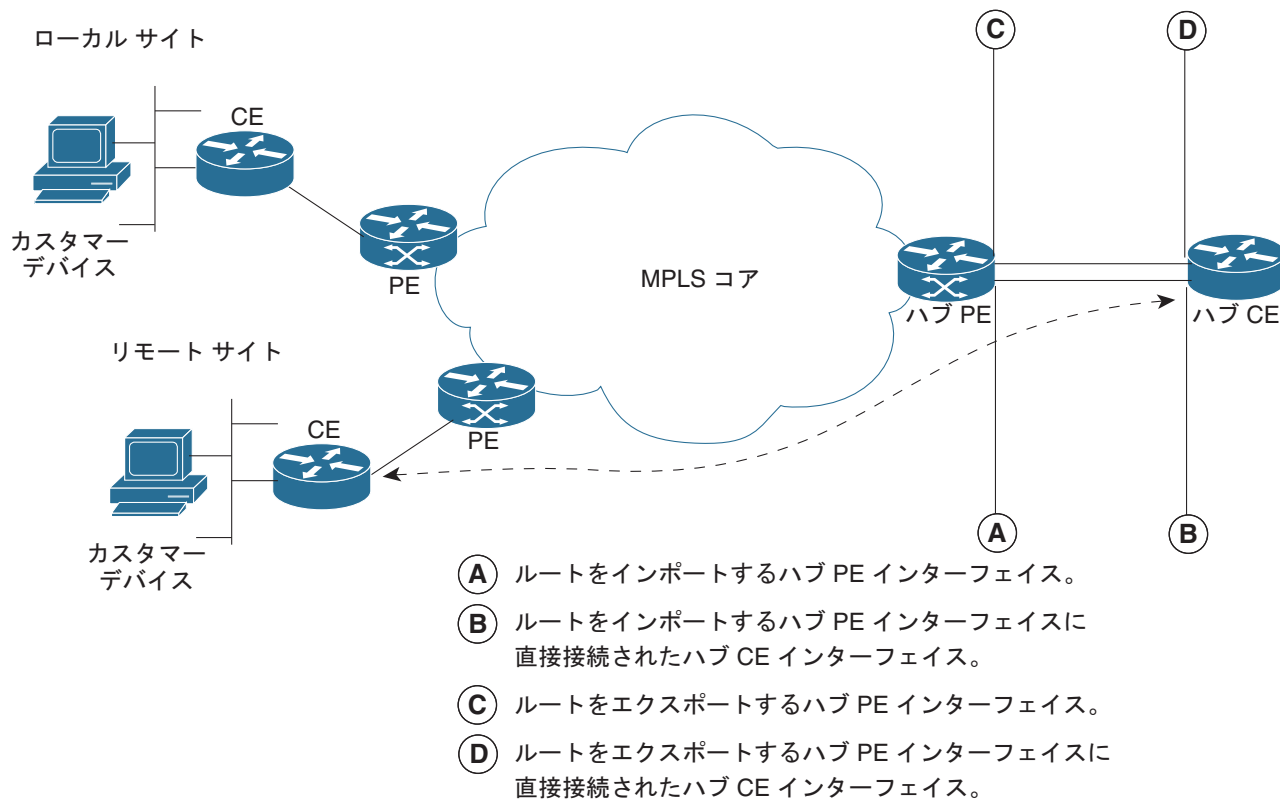 ローカル サイト
C
D
CE
カスタマー
デバイス
PE
MPLS コア
ハブ PE
ハブ CE
リモート サイト
CE
PE
カスタマー
デバイス
A
B
A ルートをインポートするハブ PE インターフェイス。
B ルートをインポートするハブ PE インターフェイスに
直接接続されたハブ CE インターフェイス。
C ルートをエクスポートするハブ PE インターフェイス。
D ルートをエクスポートするハブ PE インターフェイスに
直接接続されたハブ CE インターフェイス。